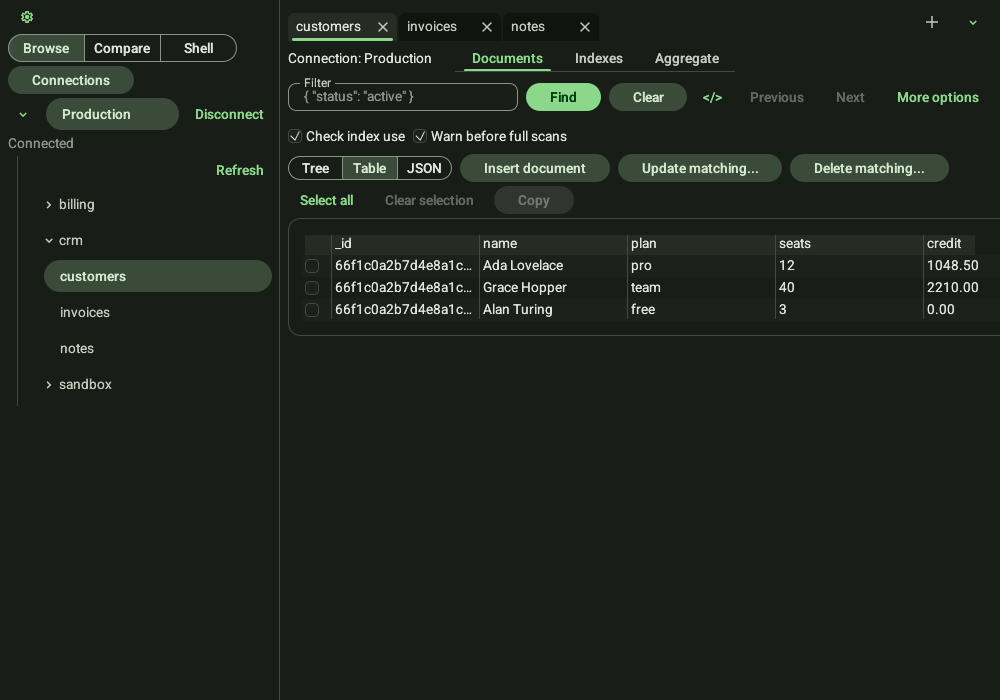 Browse Compare Shell
Connections
Production Disconnect
Connected
Refresh
billing
crm
customers
invoices
notes
sandbox
customers invoices notes
Connection: Production Documents Indexes Aggregate
Filter
{ "status": "active" } Find Clear </> Previous Next More options
Check index use Warn before full scans
Tree Table JSON Insert document Update matching... Delete matching...
Select all Clear selection Copy
_id name plan seats credit
66f1c0a2b7d4e8a1c... Ada Lovelace pro 12 1048.50
66f1c0a2b7d4e8a1c... Grace Hopper team 40 2210.00
66f1c0a2b7d4e8a1c... Alan Turing free 3 0.00